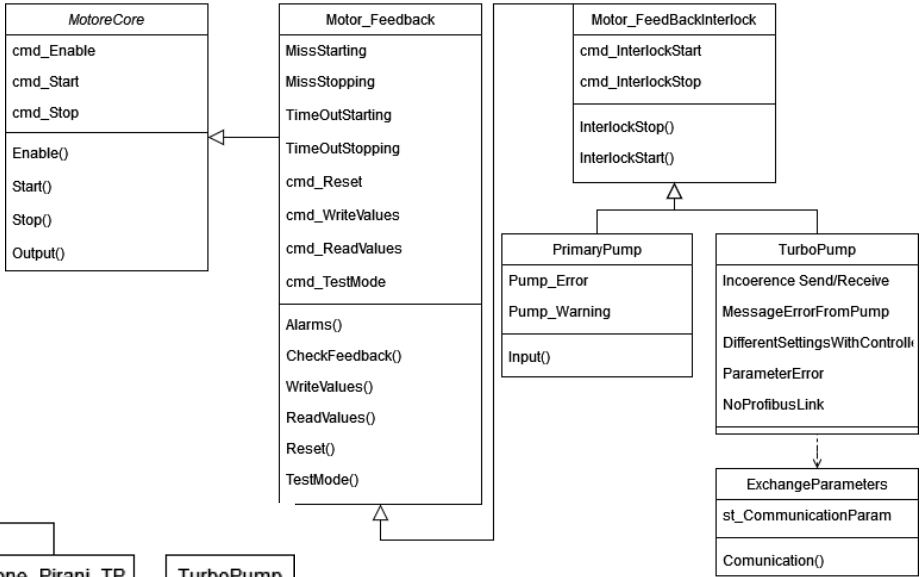 MotoreCore
cmd_Enable
cmd_Start
cmd_Stop
Enable()
Start()
Stop()
Output()
Motor_Feedback
MissStarting
MissStopping
TimeOutStarting
TimeOutStopping
cmd_Reset
cmd_WriteValues
cmd_ReadValues
cmd_TestMode
Alarms()
CheckFeedback()
WriteValues()
ReadValues()
Reset()
TestMode()
Motor_FeedBackInterlock
cmd_InterlockStart
cmd_InterlockStop
InterlockStop()
InterlockStart()
PrimaryPump
Pump_Error
Pump_Warning
Input()
TurboPump
Incoerence Send/Receive
MessageErrorFromPump
DifferentSettingsWithControlle
ParameterError
NoProfibusLink
ExchangeParameters
st_CommunicationParam
Comunication()
one_Pirani_TP
TurboPump